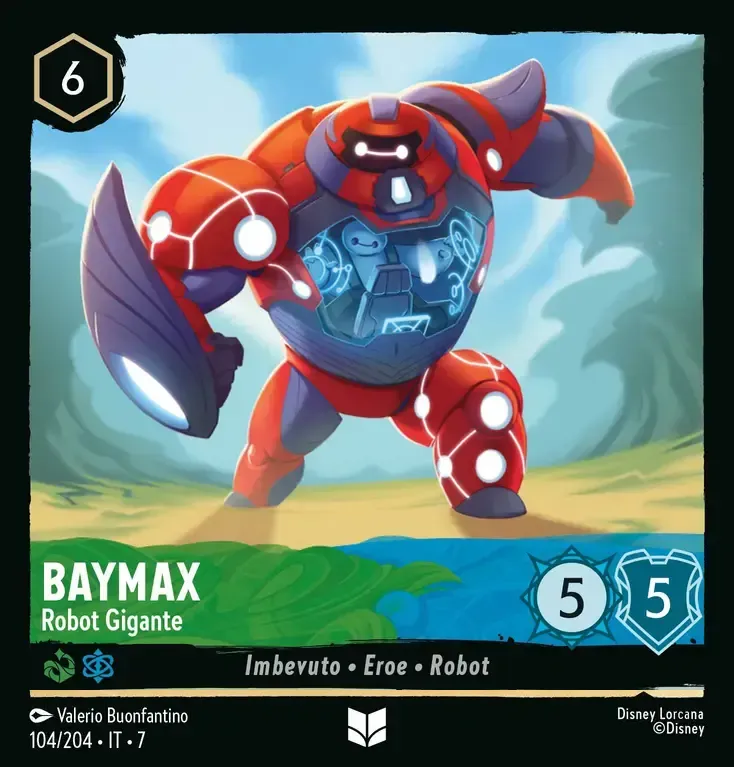 6
BAYMAX
Robot Gigante
5 5
Imbevuto • Eroe • Robot
Valerio Buonfantino
104/204 • IT • 7
Disney Lorcana
©Disney